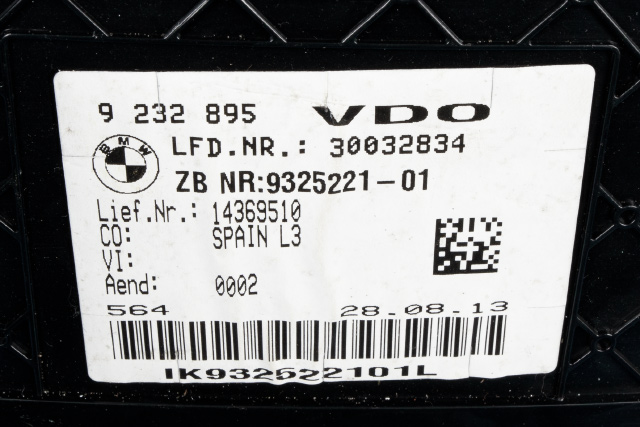 9 232 895 VDO
BMW
LFD.NR.: 30032834
ZB NR:9325221-01
Lief.Nr.: 14369510
CO: SPAIN L3
VI:
Aend: 0002
564 28.08.13
IK932522101L